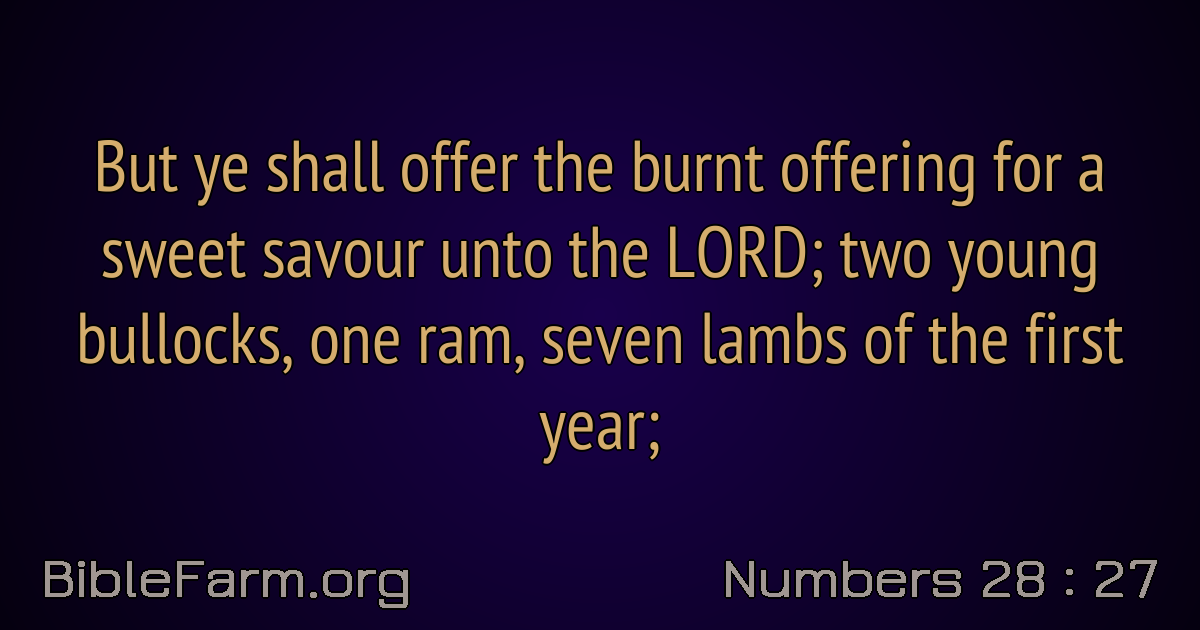 But ye shall offer the burnt offering for a
sweet savour unto the LORD; two young
bullocks, one ram, seven lambs of the first
year;
BibleFarm.org
Numbers 28 : 27